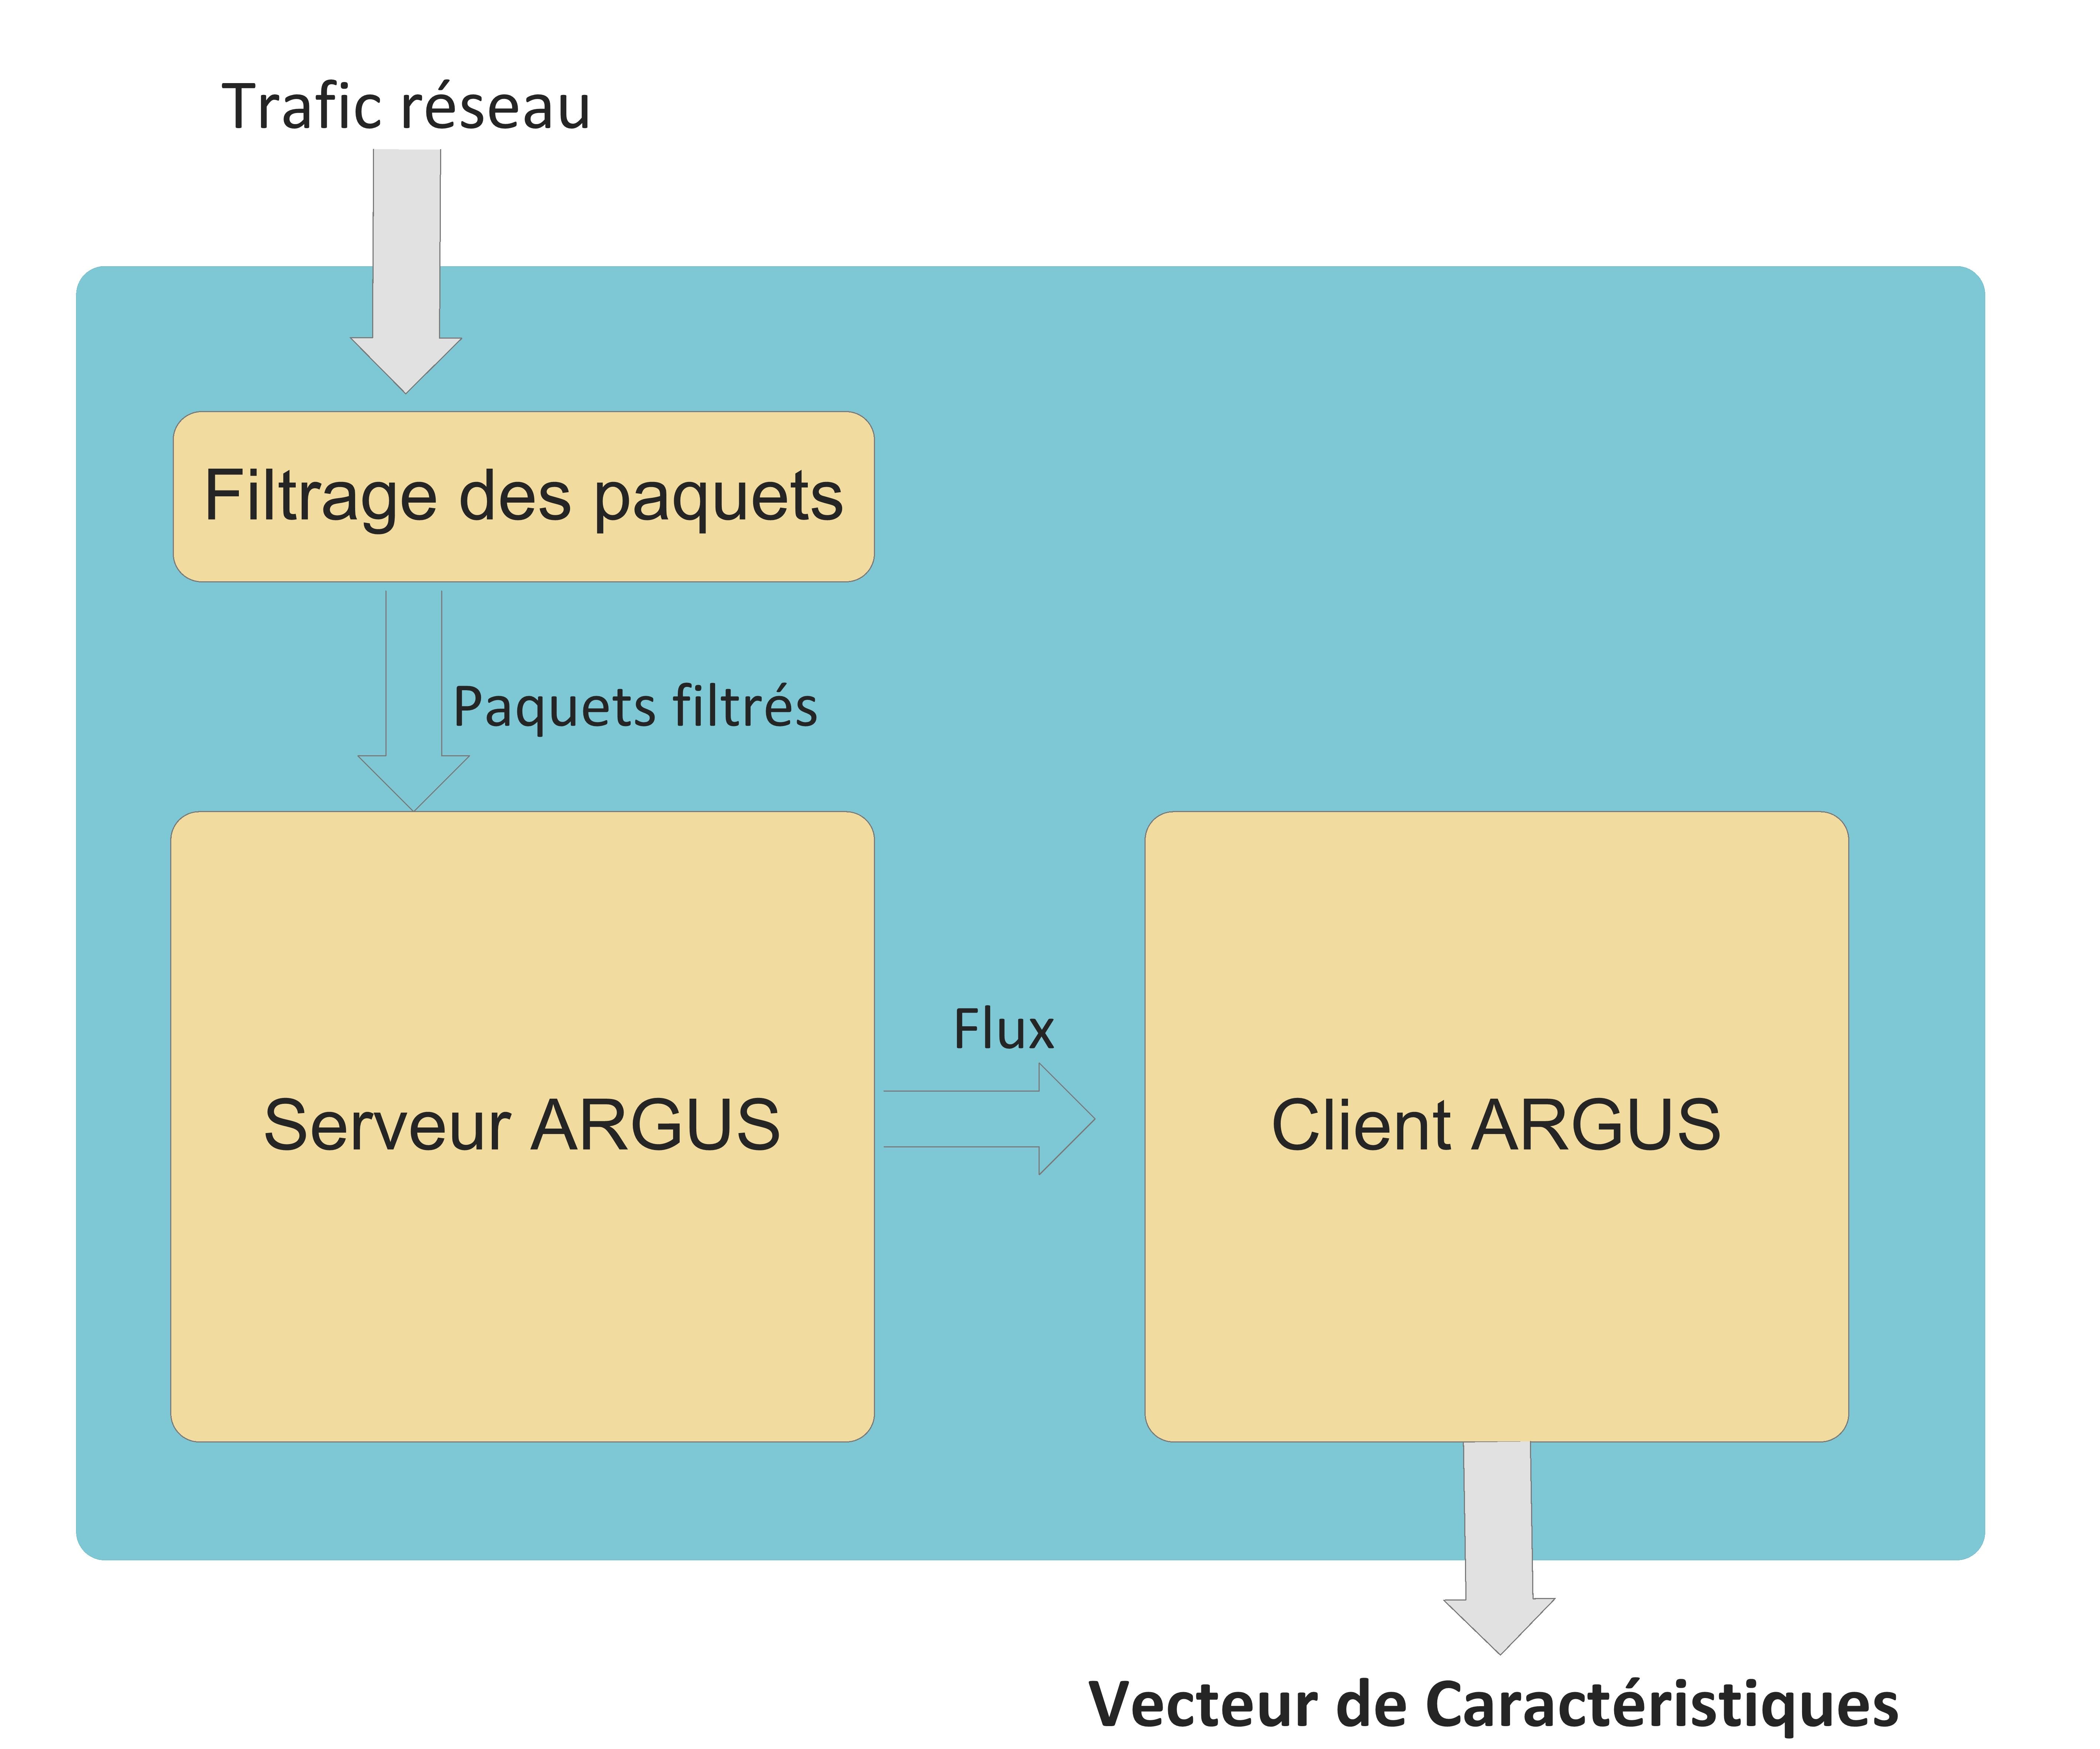 Trafic réseau
Filtrage des paquets
Paquets filtrés
Flux
Serveur ARGUS
Client ARGUS
Vecteur de Caractéristiques